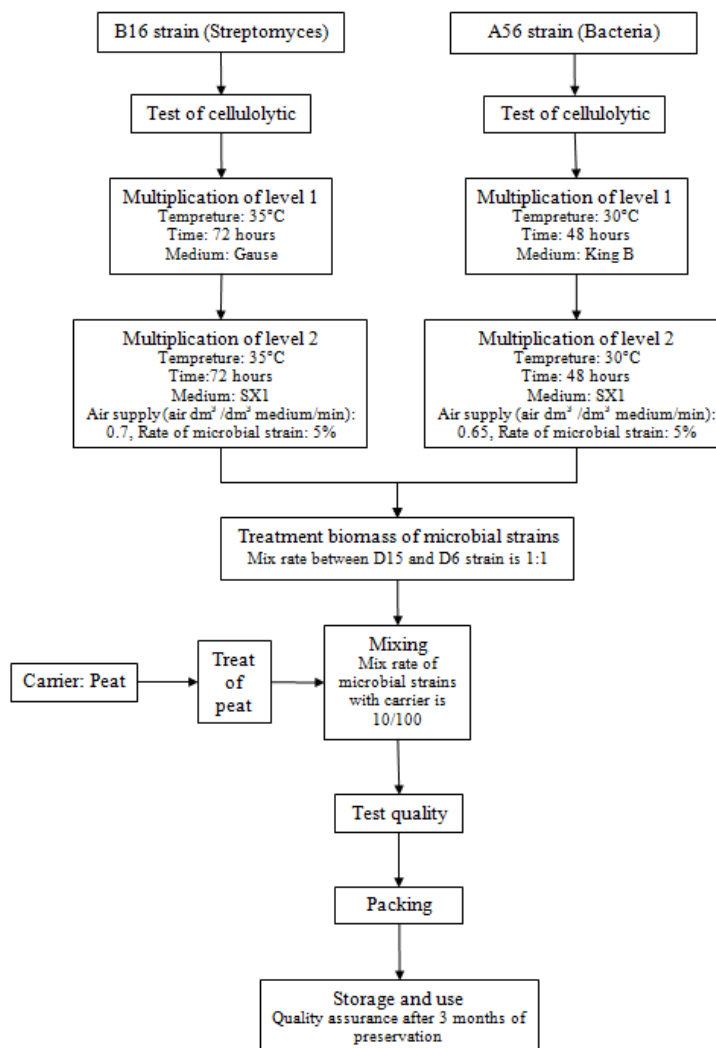 B16 strain (Streptomyces)
A56 strain (Bacteria)
Test of cellulolytic
Test of cellulolytic
Multiplication of level 1
Tempreture: 35°C
Time: 72 hours
Medium: Gause
Multiplication of level 1
Tempreture: 30°C
Time: 48 hours
Medium: King B
Multiplication of level 2
Tempreture: 35°C
Time:72 hours
Medium: SX1
Air supply (air dm³ /dm³ medium/min):
0.7, Rate of microbial strain: 5%
Multiplication of level 2
Tempreture: 30°C
Time: 48 hours
Medium: SX1
Air supply (air dm³ /dm³ medium/min):
0.65, Rate of microbial strain: 5%
Treatment biomass of microbial strains
Mix rate between D15 and D6 strain is 1:1
Carrier: Peat
Treat
of
peat
Mixing
Mix rate of
microbial strains
with carrier is
10/100
Test quality
Packing
Storage and use
Quality assurance after 3 months of
preservation